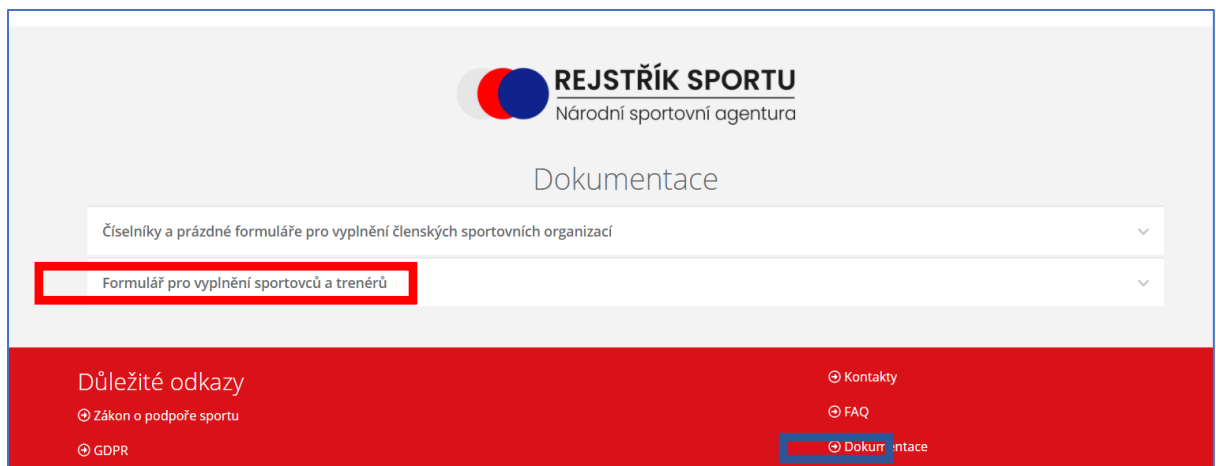 REJSTŘÍK SPORTU
Národní sportovní agentura
Dokumentace
Číselníky a prázdné formuláře pro vyplnění členských sportovních organizací
Formulář pro vyplnění sportovců a trenérů
Důležité odkazy
Zákon o podpoře sportu
GDPR
Kontakty
FAQ
Dokumentace